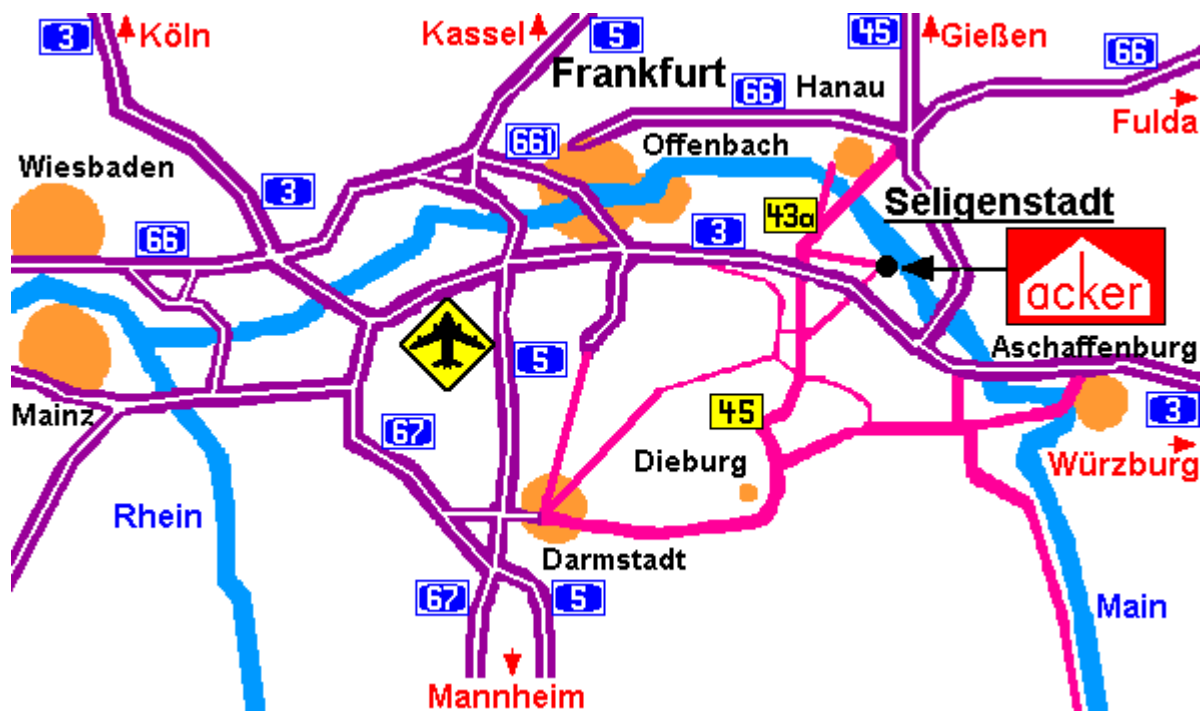 3
Köln
Kassel
5
45
Gießen
66
Frankfurt
66
Hanau
Fulda
661
Offenbach
Wiesbaden
3
43a
Seligenstadt
66
3
acker
5
Aschaffenburg
Mainz
67
45
3
Dieburg
Würzburg
Rhein
Darmstadt
67
5
Main
Mannheim